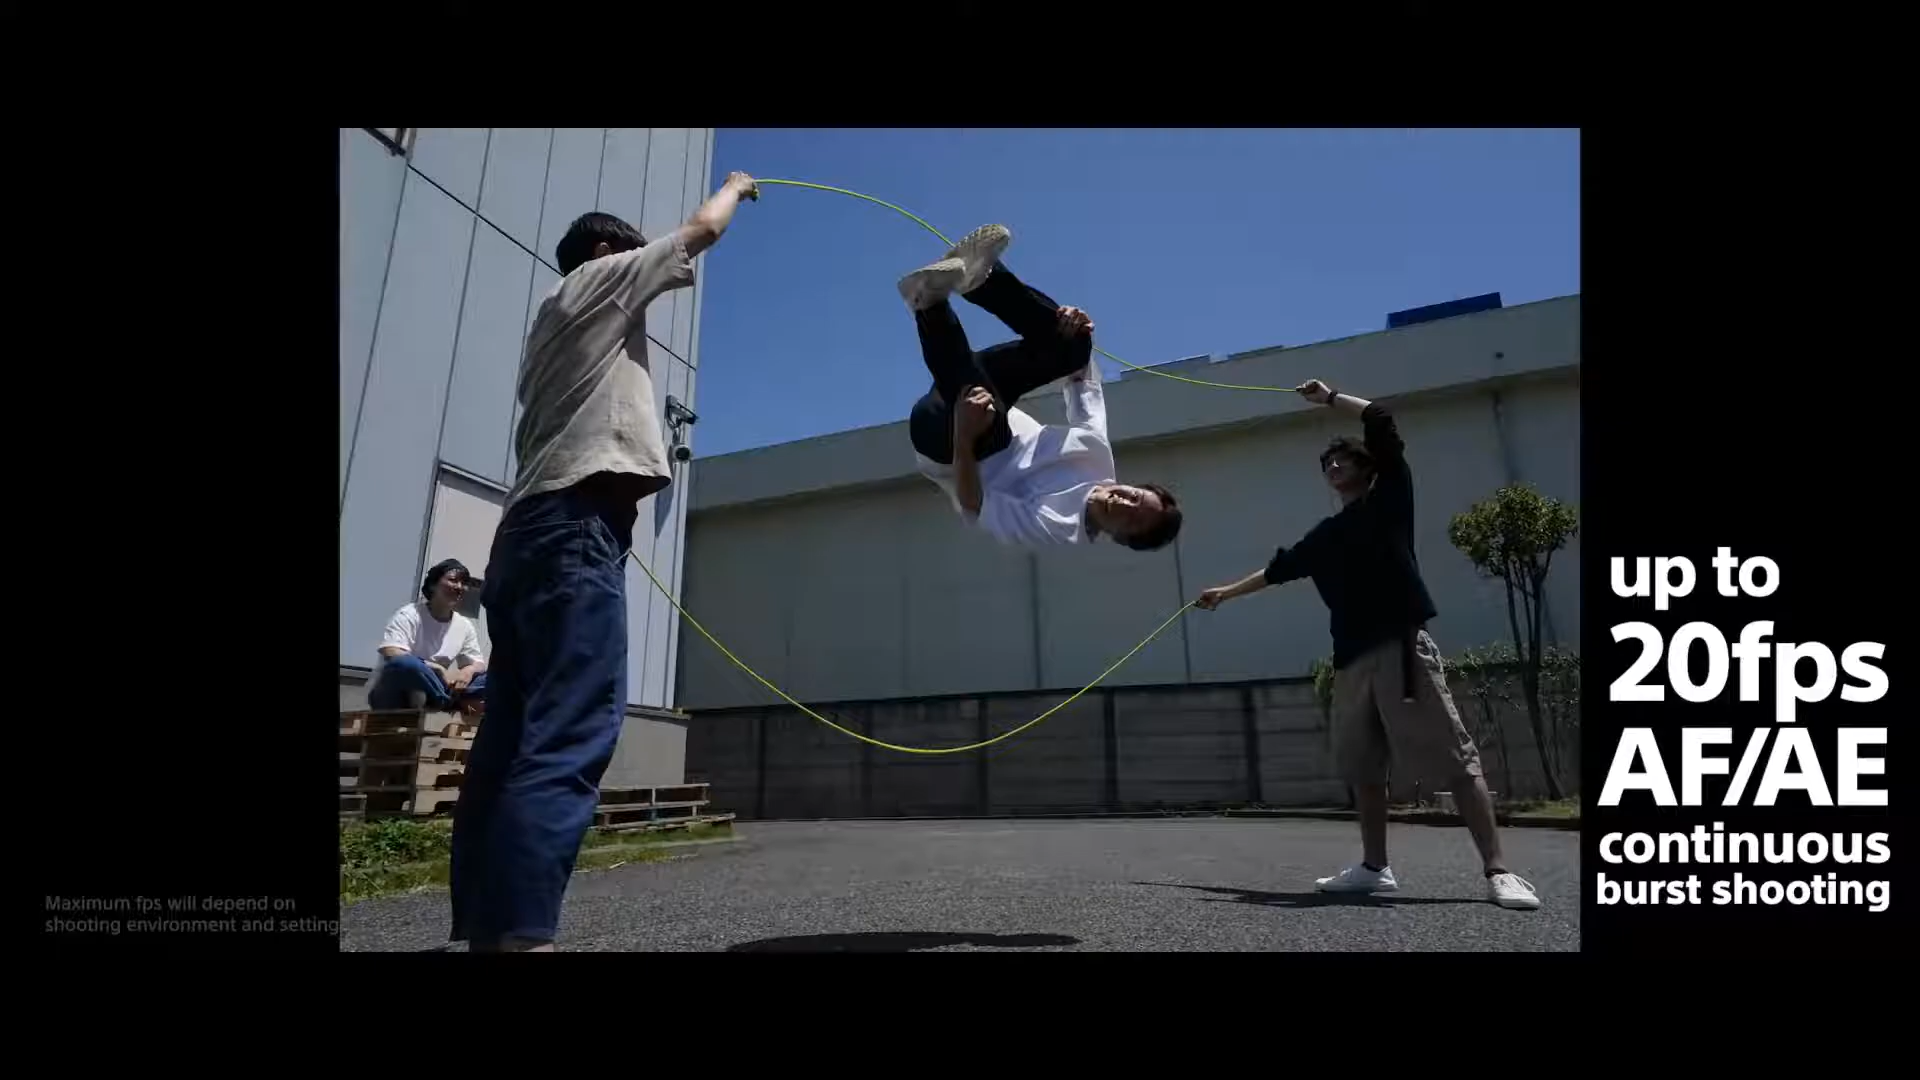 up to
20fps
AF/AE
continuous
burst shooting
Maximum fps will depend on
shooting environment and setting